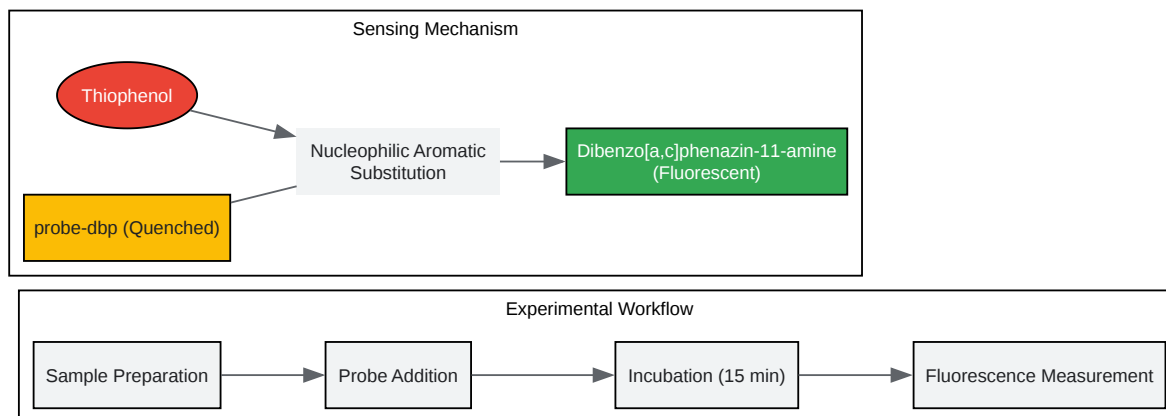 Sensing Mechanism
Thiophenol
Nucleophilic Aromatic
Substitution
Dibenzo[a,c]phenazin-11-amine
(Fluorescent)
probe-dbp (Quenched)
Experimental Workflow
Sample Preparation
Probe Addition
Incubation (15 min)
Fluorescence Measurement